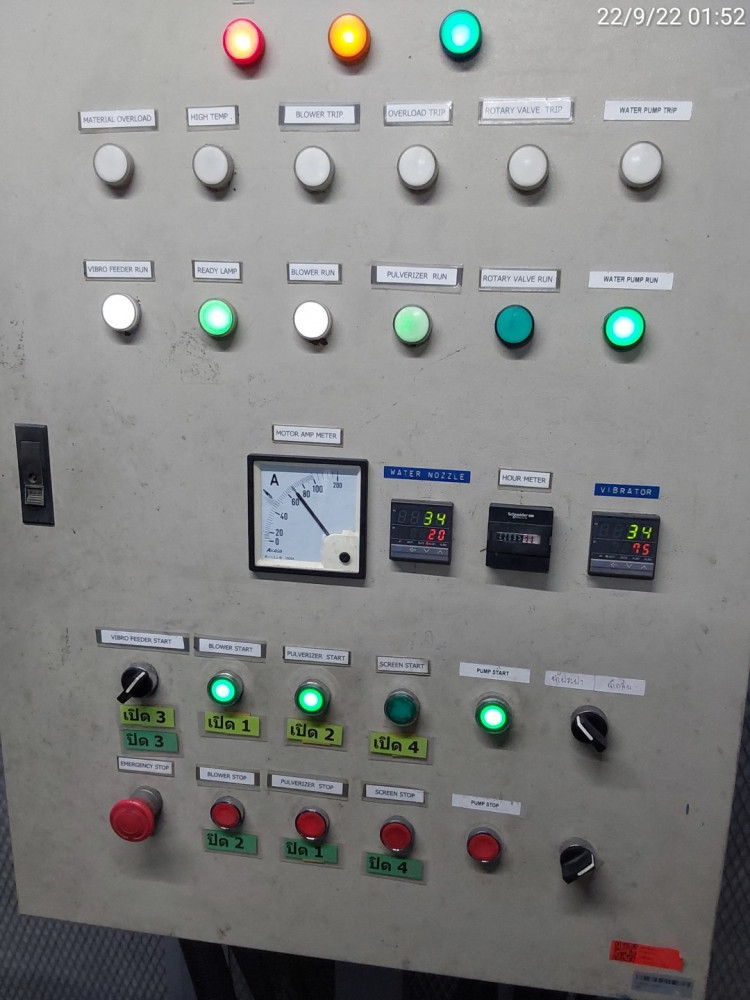 22/9/22 01:52
MATERIAL OVERLOAD
HIGH TEMP.
BLOWER TRIP
OVERLOAD TRIP
ROTARY VALVE TRIP
WATER PUMP TRIP
VIBRO FEEDER RUN
READY LAMP
BLOWER RUN
PULVERIZER RUN
ROTARY VALVE RUN
WATER PUMP RUN
MOTOR AMP METER
WATER NOZZLE
HOUR METER
VIBRATOR
A
200
100
80
60
40
20
0
34
20
Schneider
34
75
VIBRO FEEDER START
BLOWER START
PULVERIZER START
SCREEN START
PUMP START
เปิด 3
ปิด 3
เปิด 1
เปิด 2
เปิด 4
EMERGENCY STOP
BLOWER STOP
PULVERIZER STOP
SCREEN STOP
PUMP STOP
ปิด 2
ปิด 1
ปิด 4